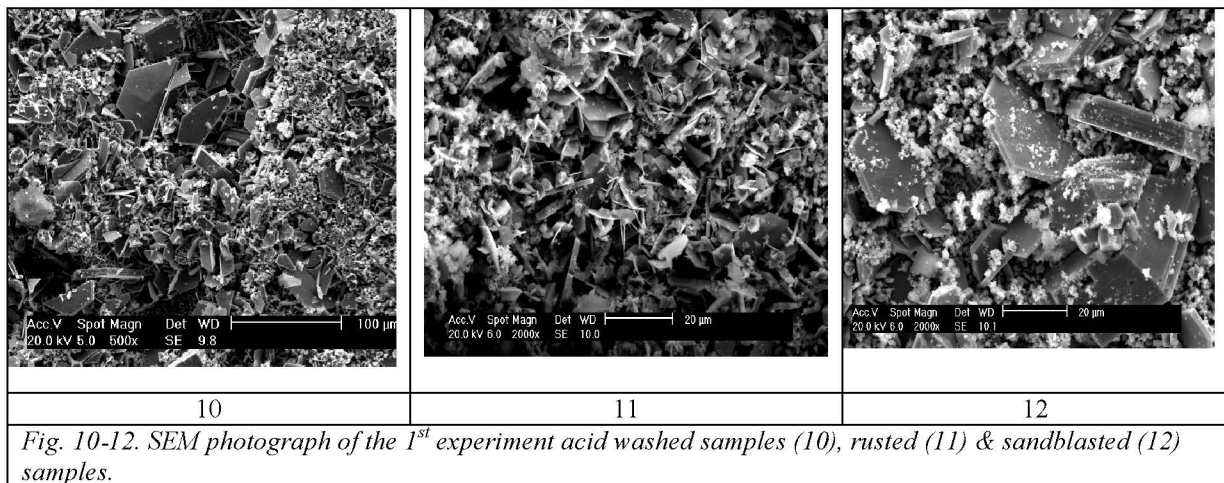 Acc.V Spot Magn Det WD 100 µm
20.0 kV 5.0 500x SE 9.8
Acc.V Spot Magn Det WD 20 µm
20.0 kV 6.0 2000x SE 10.0
Acc.V Spot Magn Det WD 20 µm
20.0 kV 6.0 2000x SE 10.1
10 11 12
Fig. 10-12. SEM photograph of the 1st experiment acid washed samples (10), rusted (11) & sandblasted (12)
samples.